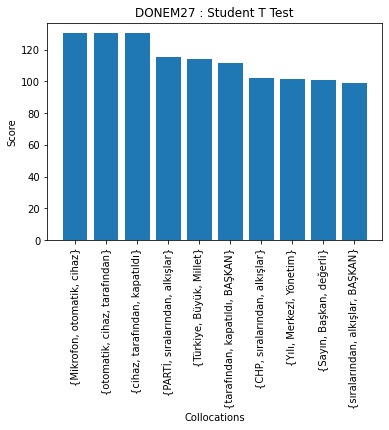 DONEM27 : Student T Test
Score
120
100
80
60
40
20
0
{Mikrofon, otomatik, cihaz}
{otomatik, cihaz, tarafından}
{cihaz, tarafından, kapatıldı}
{PARTİ, sıralarından, alkışlar}
{Türkiye, Büyük, Millet}
{tarafından, kapatıldı, BAŞKAN}
{CHP, sıralarından, alkışlar}
{Yılı, Merkezî, Yönetim}
{Sayın, Başkan, değerli}
{sıralarından, alkışlar, BAŞKAN}
Collocations